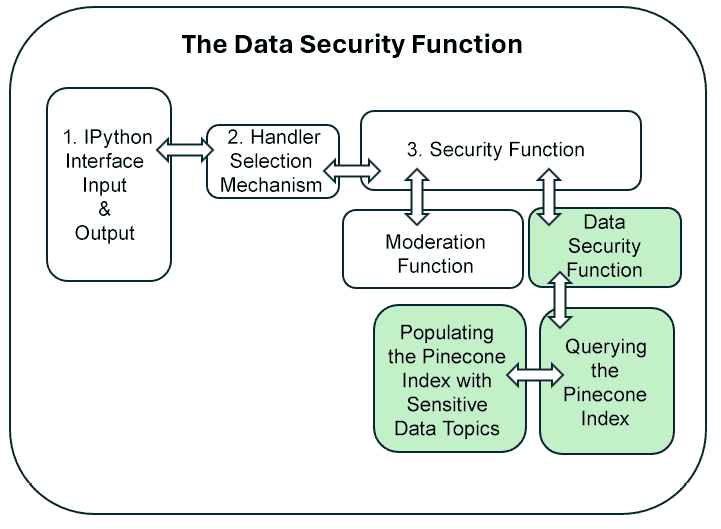 The Data Security Function
1. IPython
Interface
Input
&
Output
2. Handler
Selection
Mechanism
3. Security Function
Moderation
Function
Data
Security
Function
Populating
the Pinecone
Index with
Sensitive
Data Topics
Querying
the
Pinecone
Index